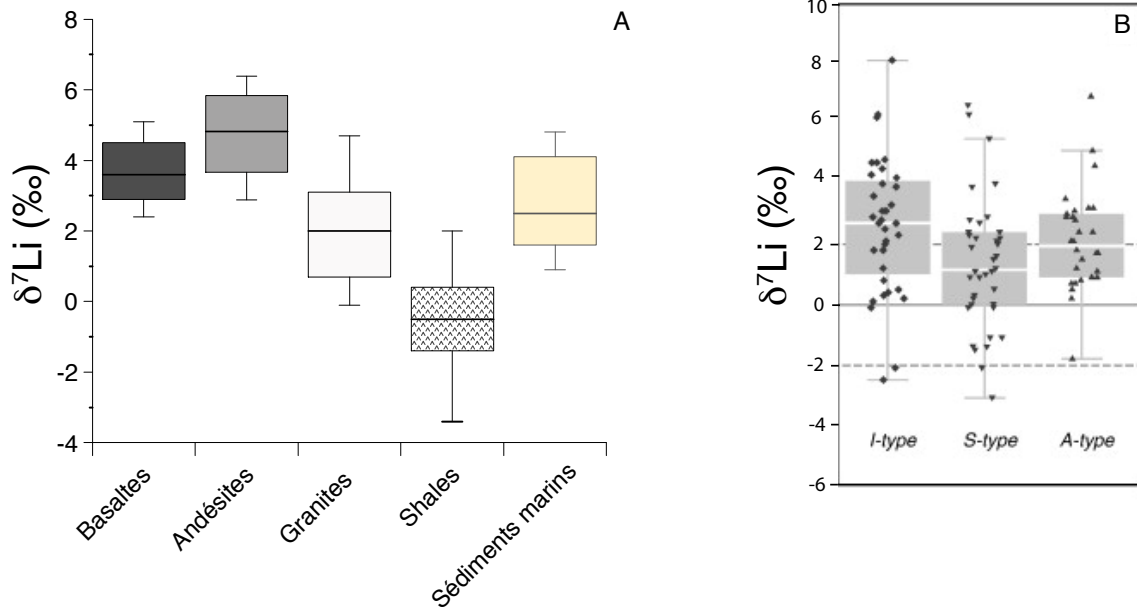 A
δ⁷Li (‰)
8
6
4
2
0
-2
-4
Basaltes
Andésites
Granites
Shales
Sédiments marins
B
δ⁷Li (‰)
10
8
6
4
2
0
-2
-4
-6
I-type
S-type
A-type